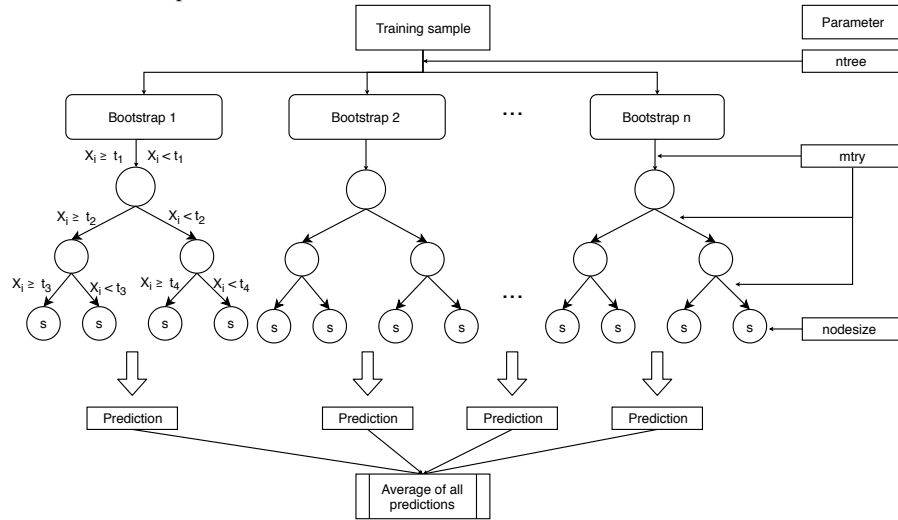 Training sample
Parameter
ntree
Bootstrap 1
Bootstrap 2
...
Bootstrap n
Xi ≥ t1
Xi < t1
mtry
Xi ≥ t2
Xi < t2
Xi ≥ t3
Xi < t3
Xi ≥ t4
Xi < t4
...
s s s s s s s s s s s s
nodesize
Prediction
Prediction
Prediction
Prediction
Average of all
predictions